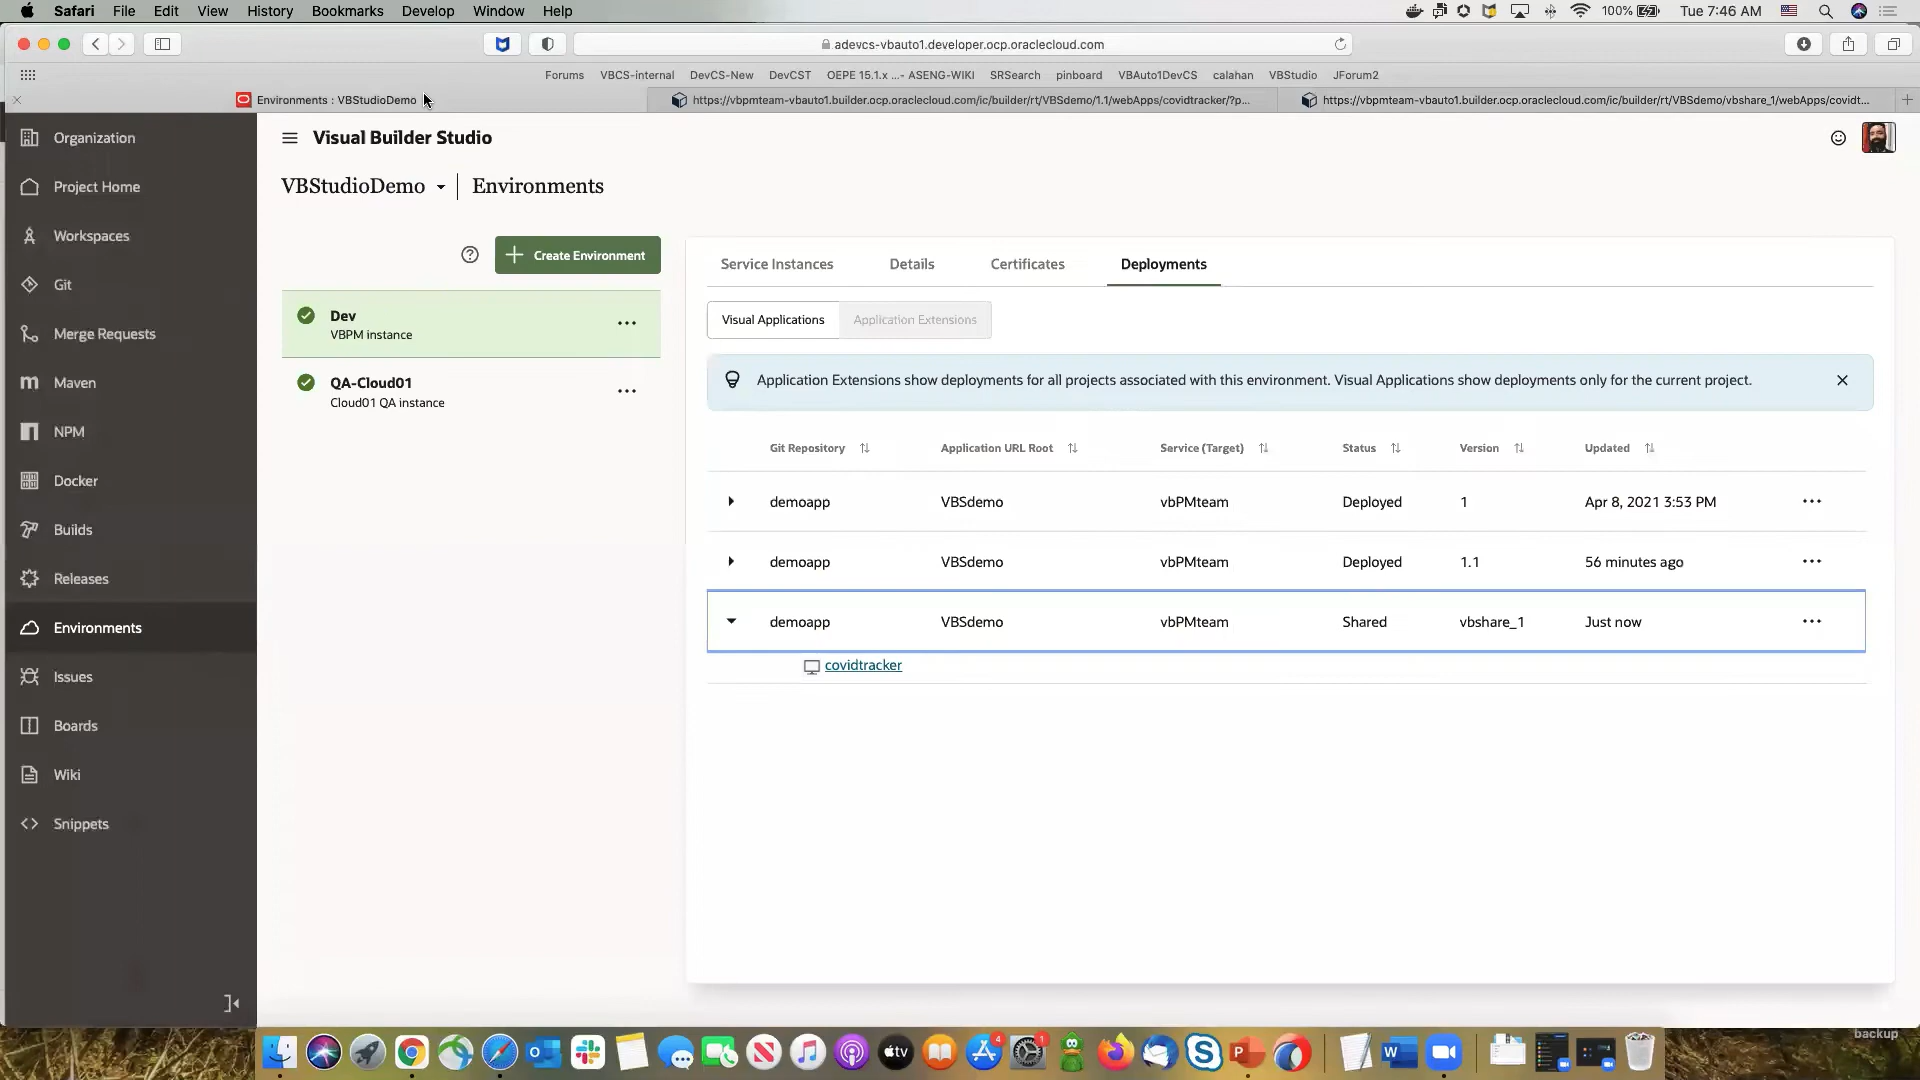 Safari File Edit View History Bookmarks Develop Window Help 100% Tue 7:46 AM
adevcs-vbauto1.developer.ocp.oraclecloud.com
Forums VBCS-internal DevCS-New DevCST OEPE 15.1.x ...- ASENG-WIKI SRSearch pinboard VBAuto1DevCS calahan VBStudio JForum2
Environments : VBStudioDemo https://vbpmteam-vbauto1.builder.ocp.oraclecloud.com/ic/builder/rt/VBSdemo/1.1/webApps/covidtracker/?p... https://vbpmteam-vbauto1.builder.ocp.oraclecloud.com/ic/builder/rt/VBSdemo/vbshare_1/webApps/covidt...
Organization
Project Home
Workspaces
Git
Merge Requests
Maven
NPM
Docker
Builds
Releases
Environments
Issues
Boards
Wiki
Snippets
Visual Builder Studio
VBStudioDemo Environments
Create Environment
Dev
VBPM instance
QA-Cloud01
Cloud01 QA instance
Service Instances Details Certificates Deployments
Visual Applications Application Extensions
Application Extensions show deployments for all projects associated with this environment. Visual Applications show deployments only for the current project.
Git Repository Application URL Root Service (Target) Status Version Updated
demoapp VBSdemo vbPMteam Deployed 1 Apr 8, 2021 3:53 PM
demoapp VBSdemo vbPMteam Deployed 1.1 56 minutes ago
demoapp VBSdemo vbPMteam Shared vbshare_1 Just now
covidtracker
backup
4
1
tv